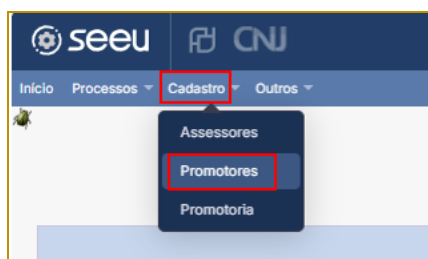 seeu CNJ
Início Processos Cadastro Outros
Assessores
Promotores
Promotoria